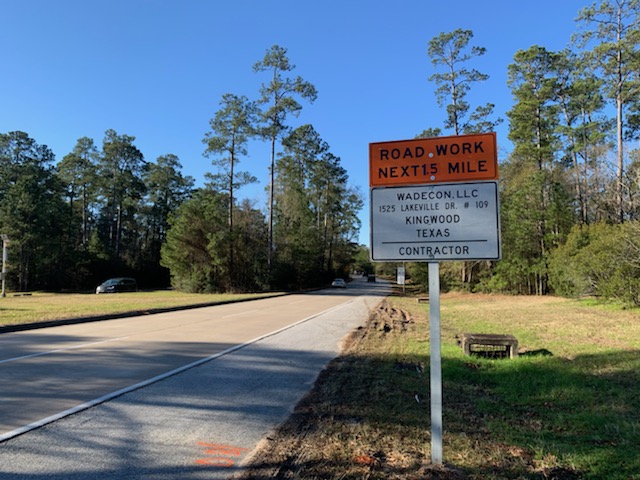 ROAD WORK
NEXT 1.5 MILE
WADECON, LLC
1525 LAKEVILLE DR. # 109
KINGWOOD
TEXAS
CONTRACTOR